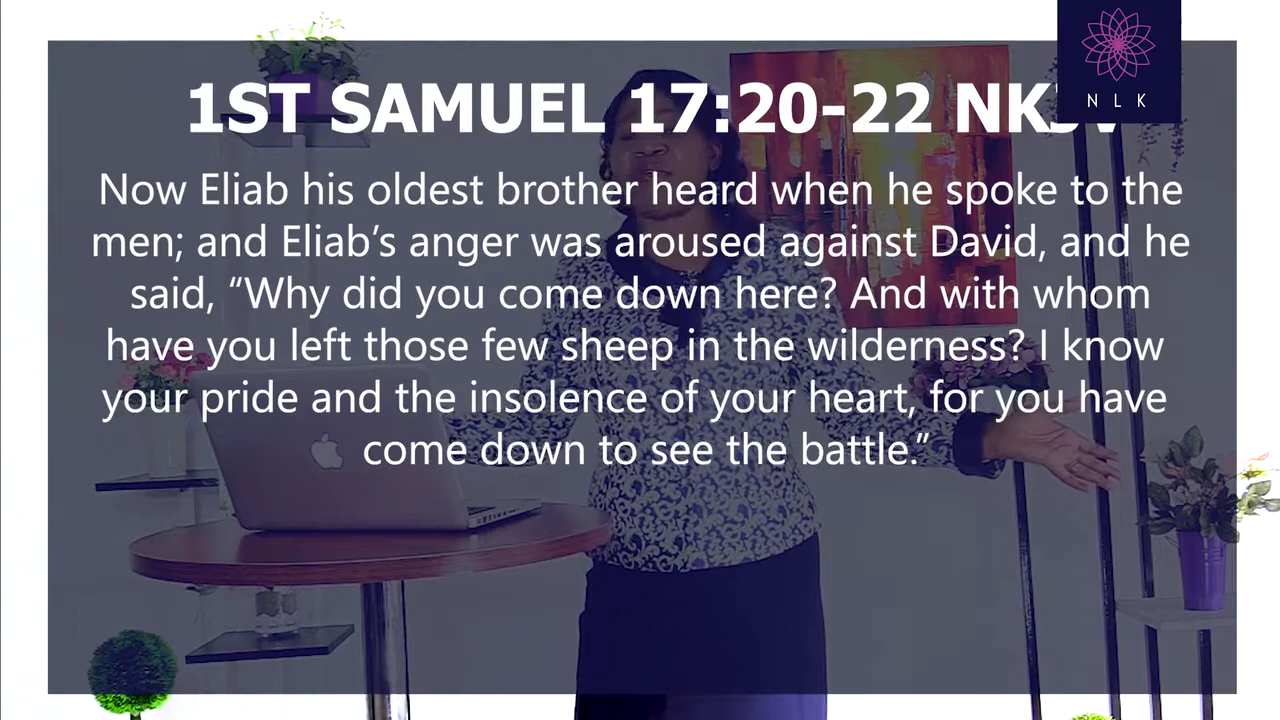 1ST SAMUEL 17:20-22
N L K
Now Eliab his oldest brother heard when he spoke to the
men; and Eliab’s anger was aroused against David, and he
said, “Why did you come down here? And with whom
have you left those few sheep in the wilderness? I know
your pride and the insolence of your heart, for you have
come down to see the battle.”